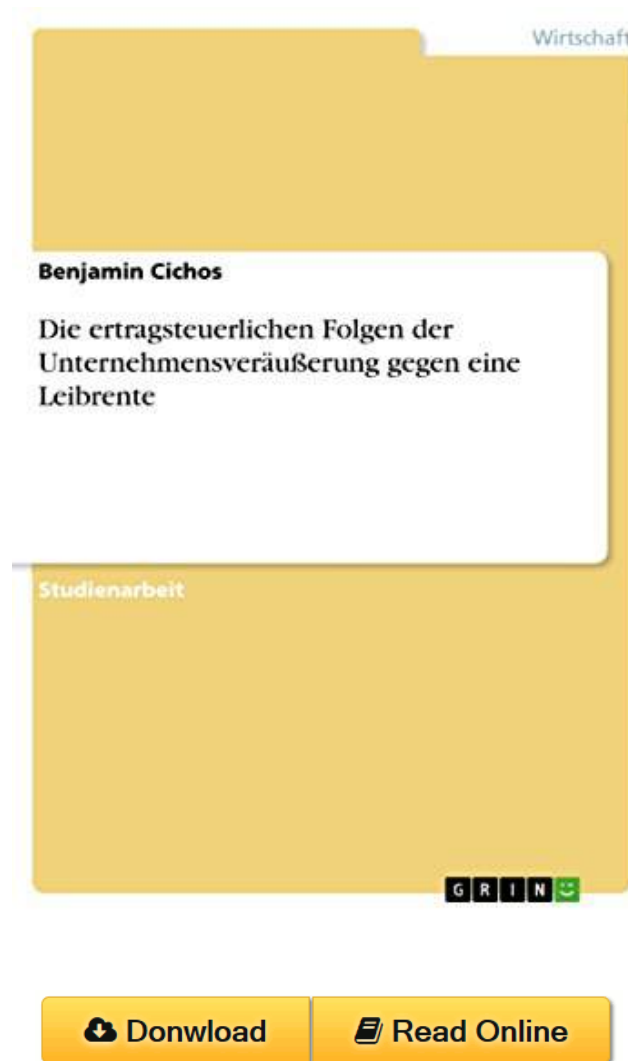 Wirtschaft
Benjamin Cichos
Die ertragsteuerlichen Folgen der
Unternehmensveräußerung gegen eine
Leibrente
Studienarbeit
GRIN
Donwload Read Online